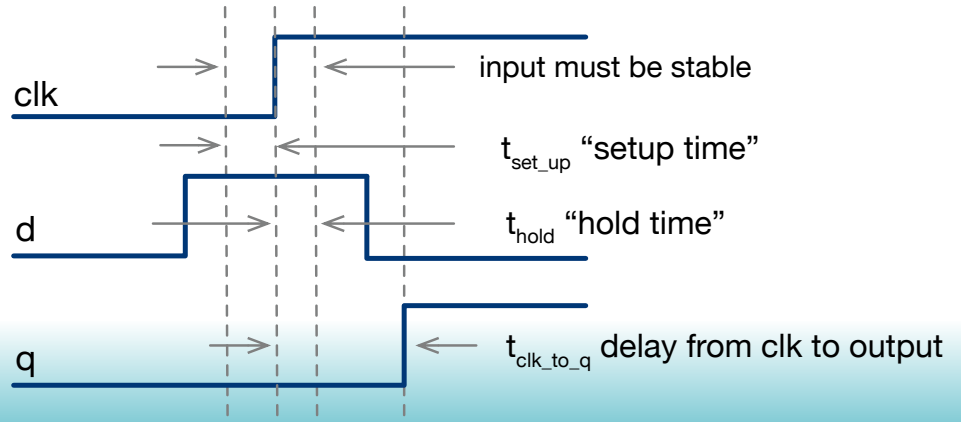 input must be stable
clk
t_set_up “setup time”
d
t_hold “hold time”
q
t_clk_to_q delay from clk to output